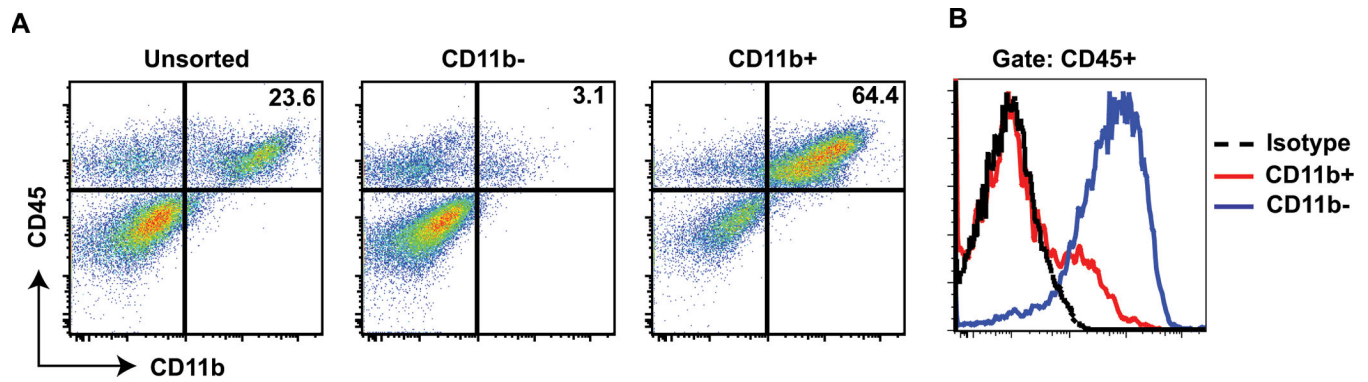 A
B
Unsorted
CD11b-
CD11b+
Gate: CD45+
23.6
3.1
64.4
Isotype
CD11b+
CD11b-
CD45
CD11b